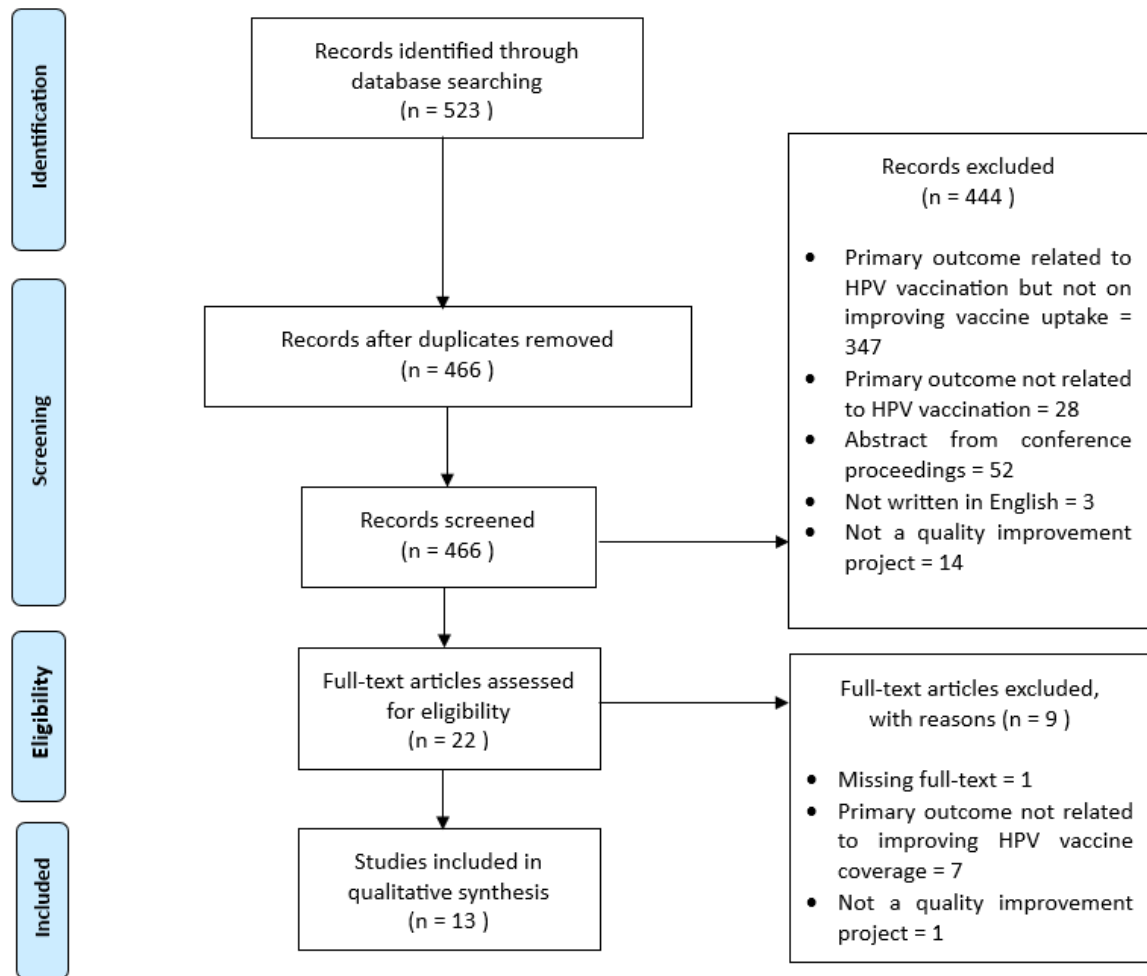 Identification
Records identified through
database searching
(n = 523 )
Records excluded
(n = 444 )
• Primary outcome related to
HPV vaccination but not on
improving vaccine uptake =
347
• Primary outcome not related
to HPV vaccination = 28
• Abstract from conference
proceedings = 52
• Not written in English = 3
• Not a quality improvement
project = 14
Screening
Records after duplicates removed
(n = 466 )
Records screened
(n = 466 )
Eligibility
Full-text articles assessed
for eligibility
(n = 22 )
Full-text articles excluded,
with reasons (n = 9 )
• Missing full-text = 1
• Primary outcome not related
to improving HPV vaccine
coverage = 7
• Not a quality improvement
project = 1
Included
Studies included in
qualitative synthesis
(n = 13 )